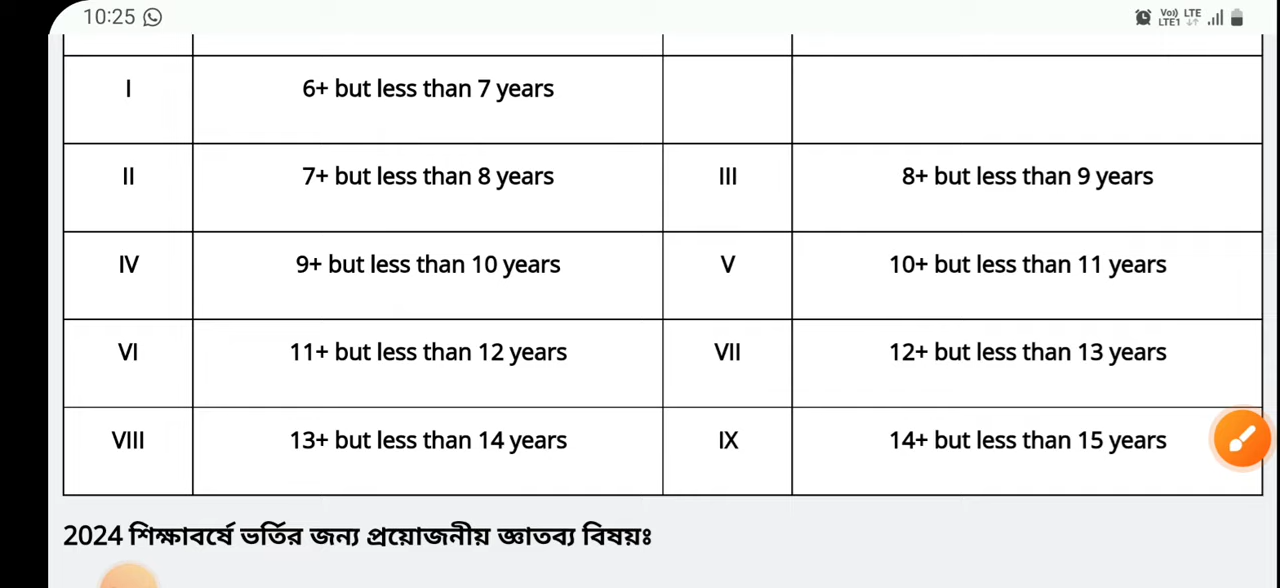 10:25
Vo)) LTE
LTE1
I 6+ but less than 7 years
II 7+ but less than 8 years III 8+ but less than 9 years
IV 9+ but less than 10 years V 10+ but less than 11 years
VI 11+ but less than 12 years VII 12+ but less than 13 years
VIII 13+ but less than 14 years IX 14+ but less than 15 years
2024 শিক্ষাবর্ষে ভর্তির জন্য প্রয়োজনীয় জ্ঞাতব্য বিষয়ঃ